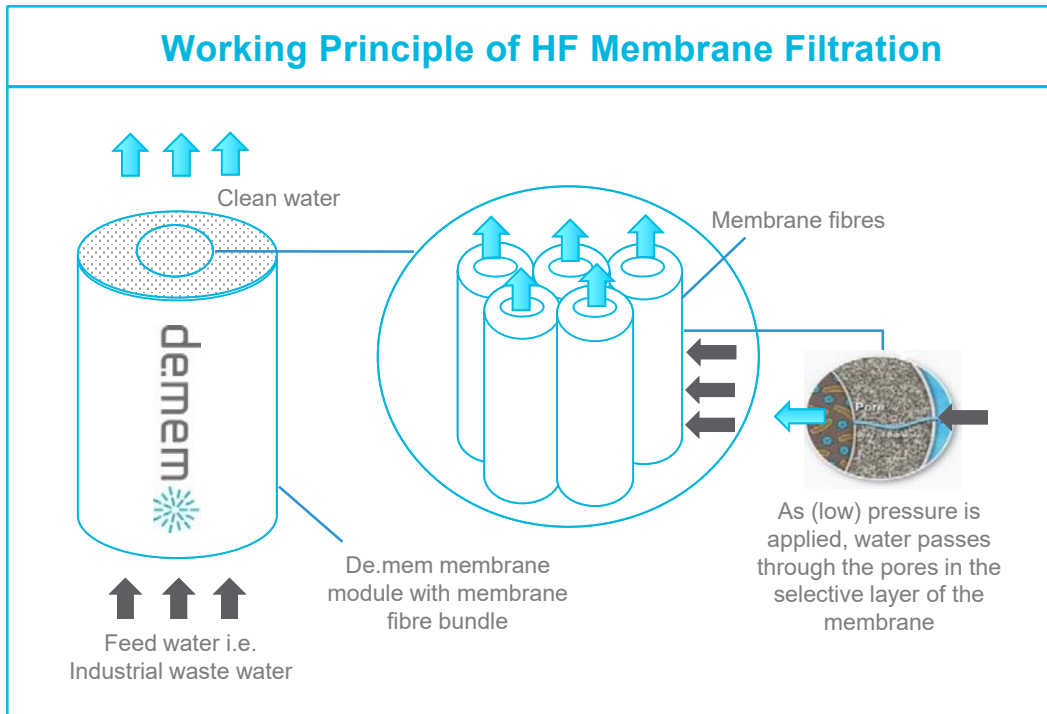 Working Principle of HF Membrane Filtration
Clean water
Membrane fibres
de.mem
Pore
As (low) pressure is
applied, water passes
through the pores in the
selective layer of the
membrane
De.mem membrane
module with membrane
fibre bundle
Feed water i.e.
Industrial waste water